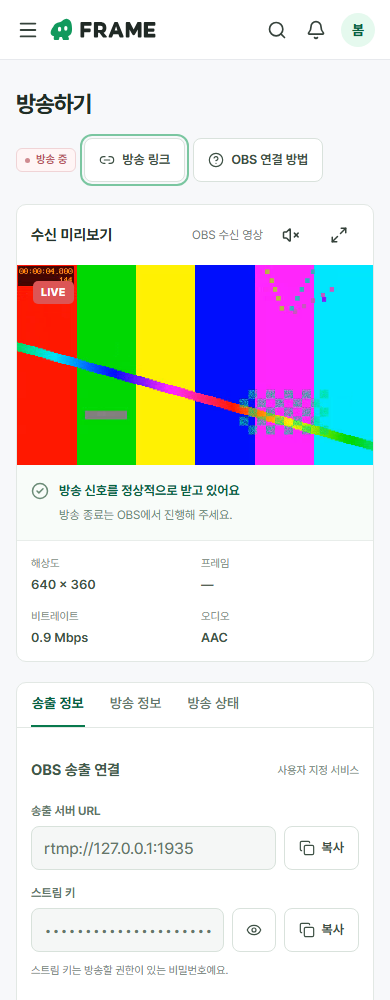 FRAME
봄
방송하기
방송 중
방송 링크
OBS 연결 방법
수신 미리보기
OBS 수신 영상
00:00:04.800
144
LIVE
방송 신호를 정상적으로 받고 있어요
방송 종료는 OBS에서 진행해 주세요.
해상도
프레임
640 × 360
—
비트레이트
오디오
0.9 Mbps
AAC
송출 정보
방송 정보
방송 상태
OBS 송출 연결
사용자 지정 서비스
송출 서버 URL
rtmp://127.0.0.1:1935
복사
스트림 키
•••••••••••••••••••••
복사
스트림 키는 방송할 권한이 있는 비밀번호예요.